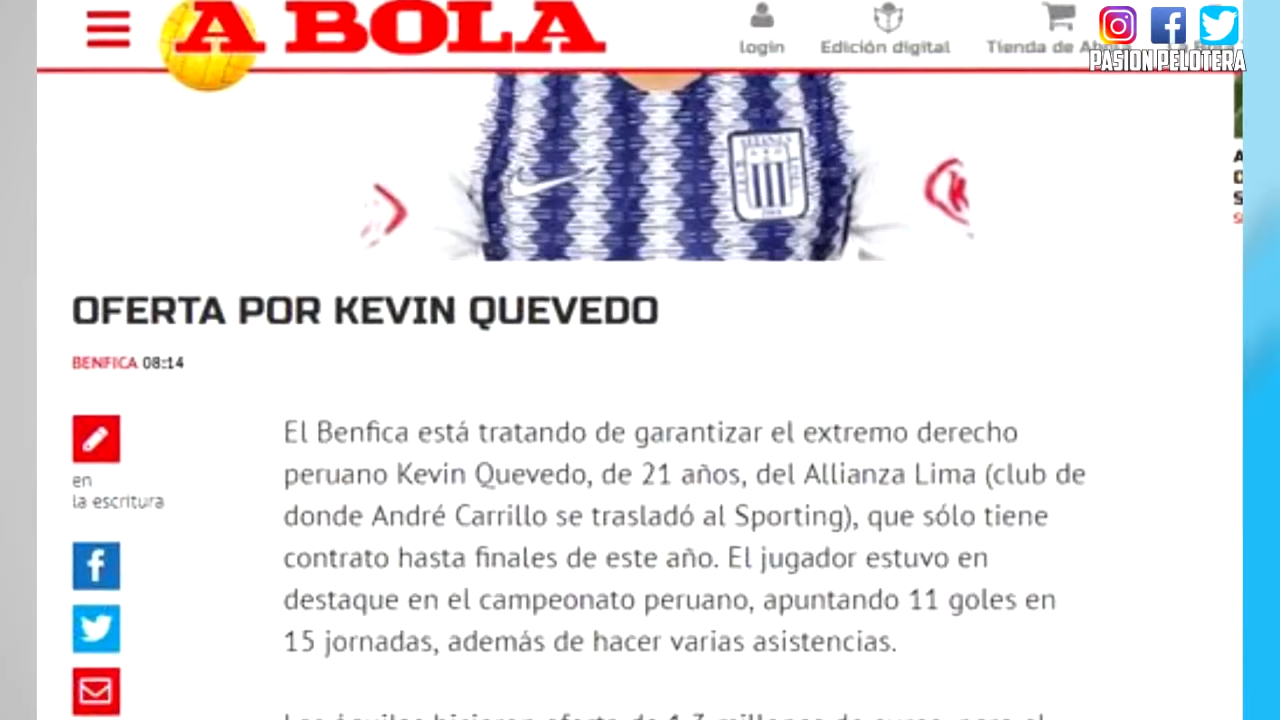 A BOLA
login
Edición digital
Tienda de
PASION PELOTERA
ALIANZA
OFERTA POR KEVIN QUEVEDO
BENFICA 08:14
en
la escritura
El Benfica está tratando de garantizar el extremo derecho
peruano Kevin Quevedo, de 21 años, del Allianza Lima (club de
donde André Carrillo se trasladó al Sporting), que sólo tiene
contrato hasta finales de este año. El jugador estuvo en
destaque en el campeonato peruano, apuntando 11 goles en
15 jornadas, además de hacer varias asistencias.